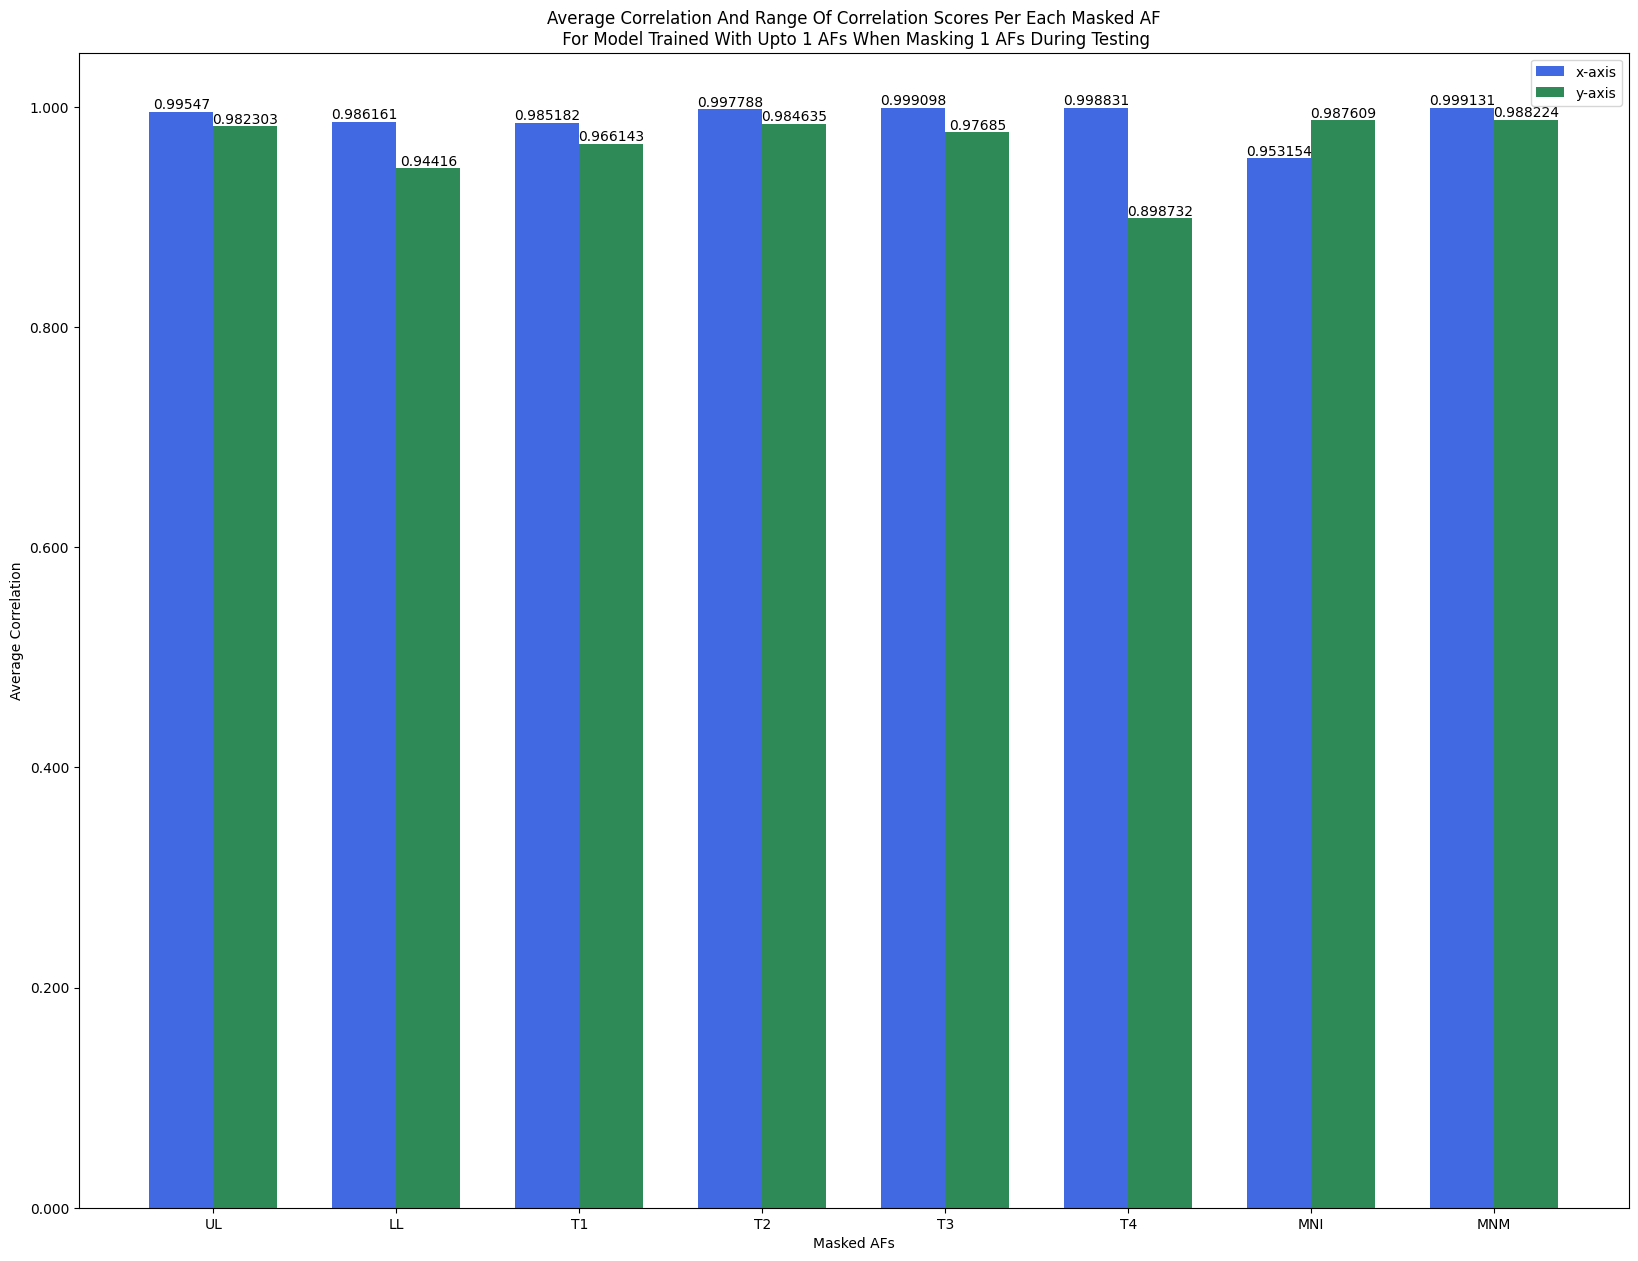 Average Correlation And Range Of Correlation Scores Per Each Masked AF
For Model Trained With Upto 1 AFs When Masking 1 AFs During Testing
x-axis
y-axis
1.000
0.800
0.600
0.400
0.200
0.000
Average Correlation
0.99547
0.982303
0.986161
0.94416
0.985182
0.966143
0.997788
0.984635
0.999098
0.97685
0.998831
0.898732
0.953154
0.987609
0.999131
0.988224
UL
LL
T1
T2
T3
T4
MNI
MNM
Masked AFs